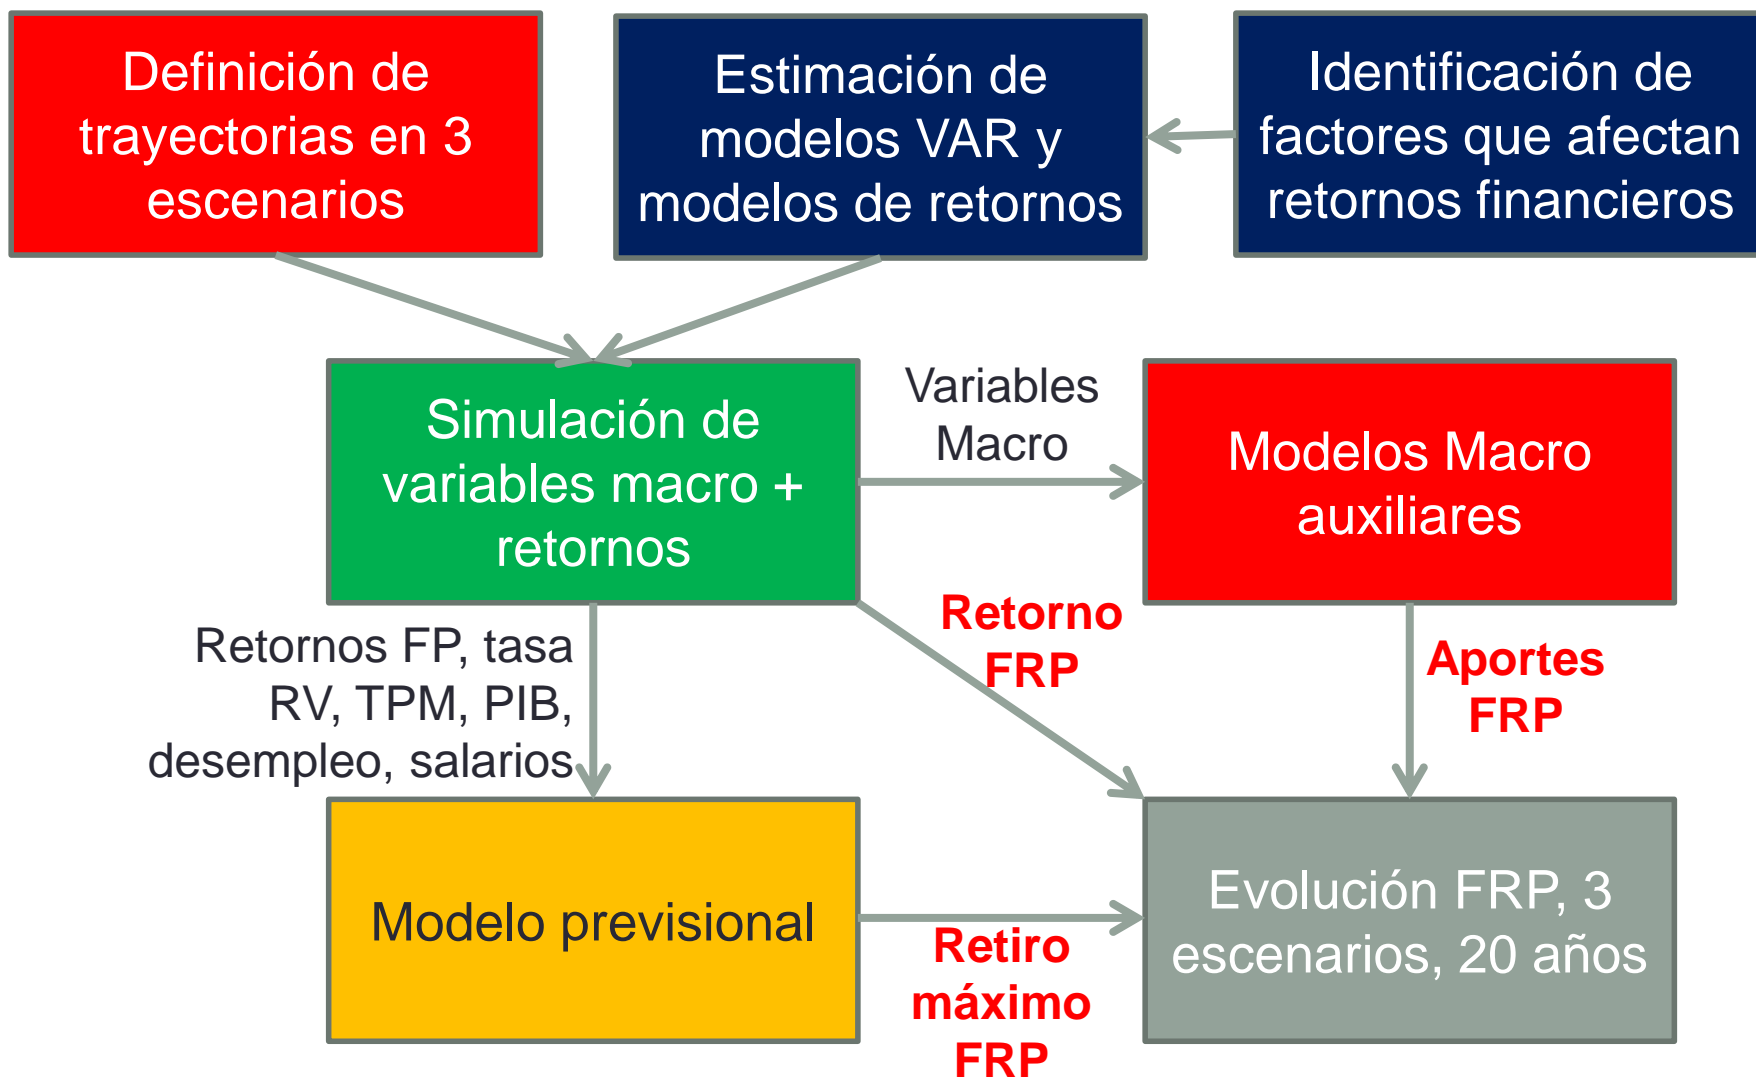 Definición de
trayectorias en 3
escenarios
Estimación de
modelos VAR y
modelos de retornos
Identificación de
factores que afectan
retornos financieros
Simulación de
variables macro +
retornos
Variables
Macro
Modelos Macro
auxiliares
Retornos FP, tasa
RV, TPM, PIB,
desempleo, salarios
Retorno
FRP
Aportes
FRP
Modelo previsional
Retiro
máximo
FRP
Evolución FRP, 3
escenarios, 20 años